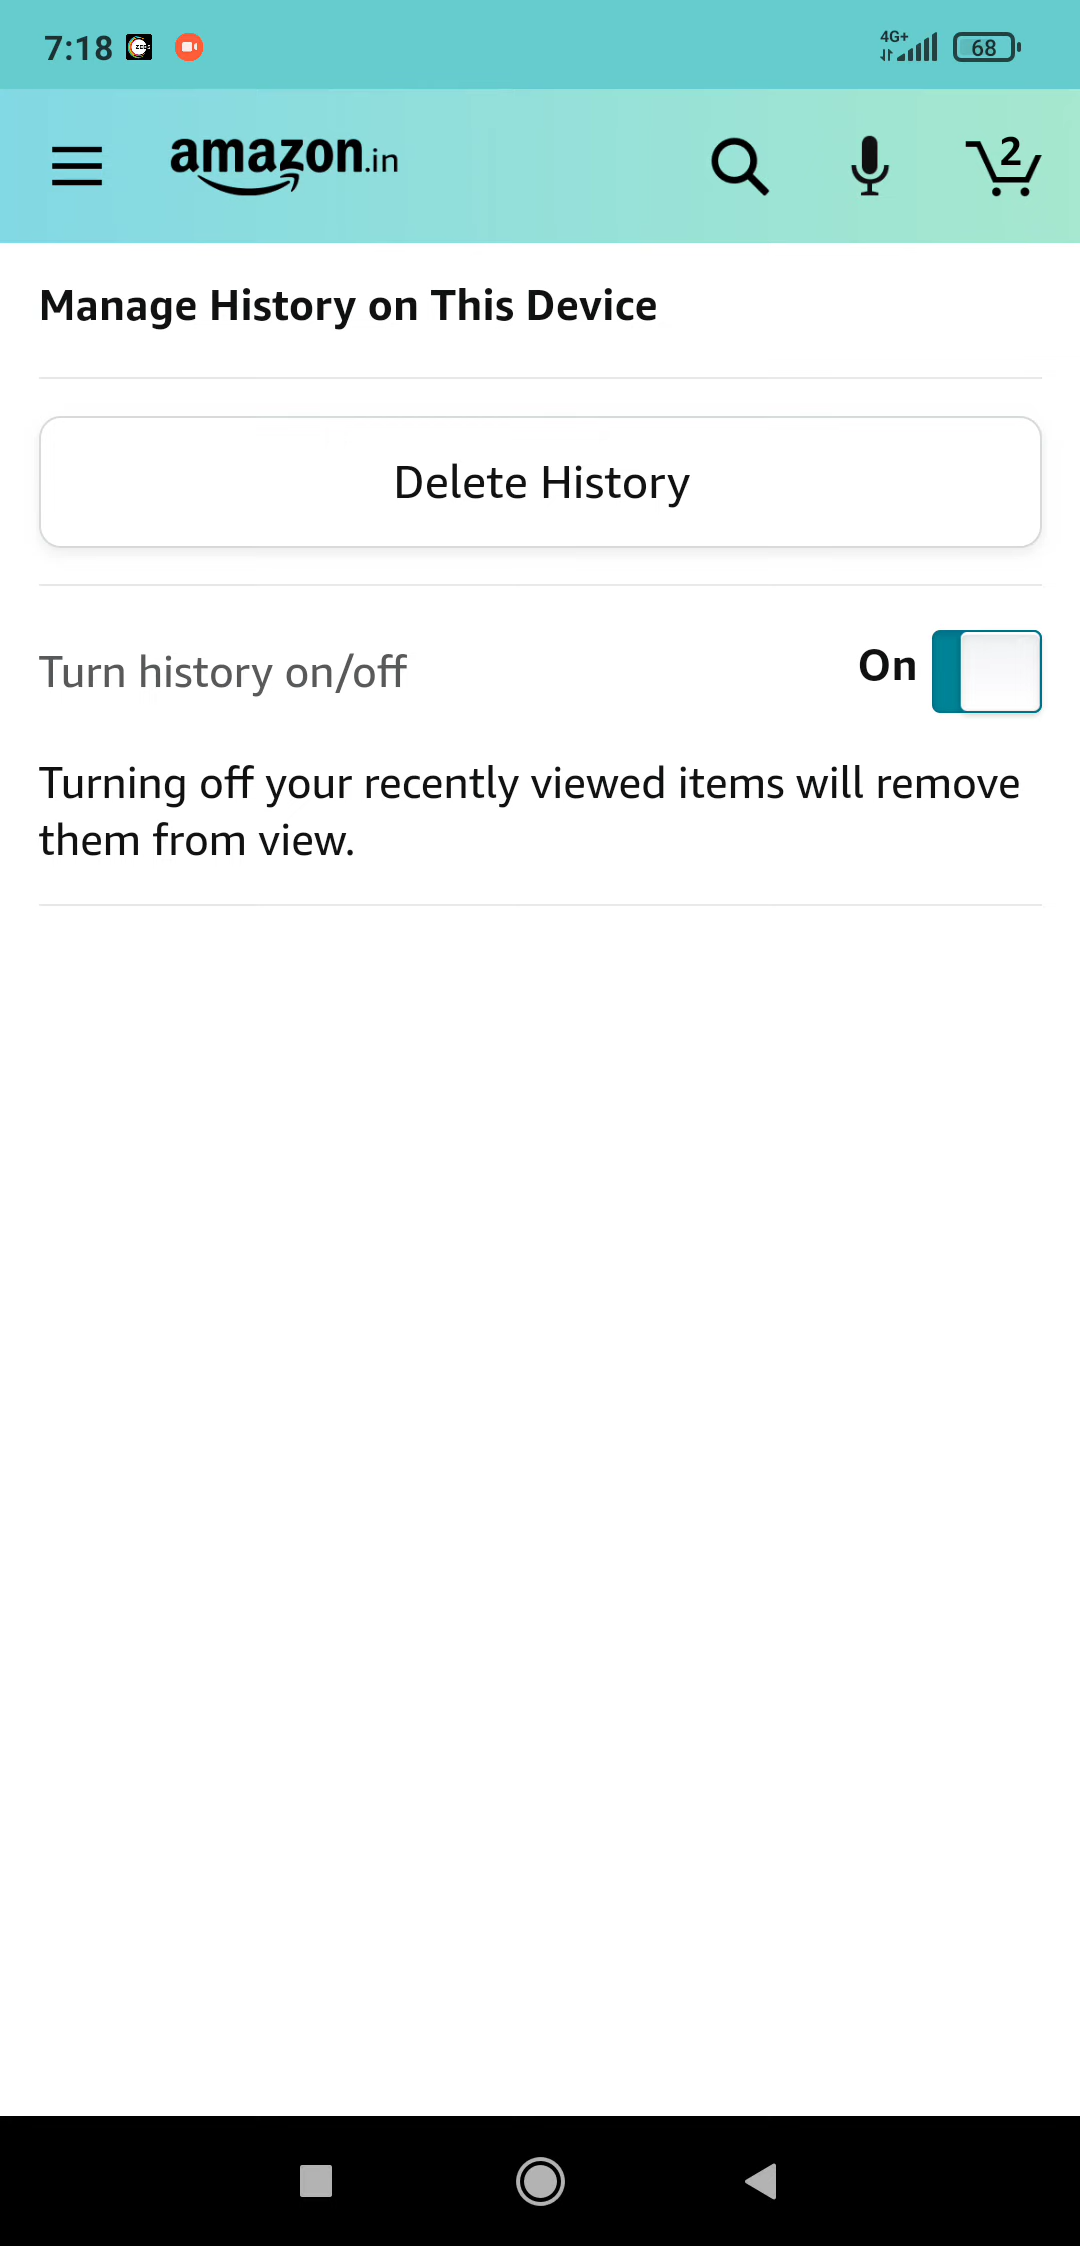 7:18 4G+ 68
amazon.in 2
Manage History on This Device
Delete History
Turn history on/off On
Turning off your recently viewed items will remove
them from view.